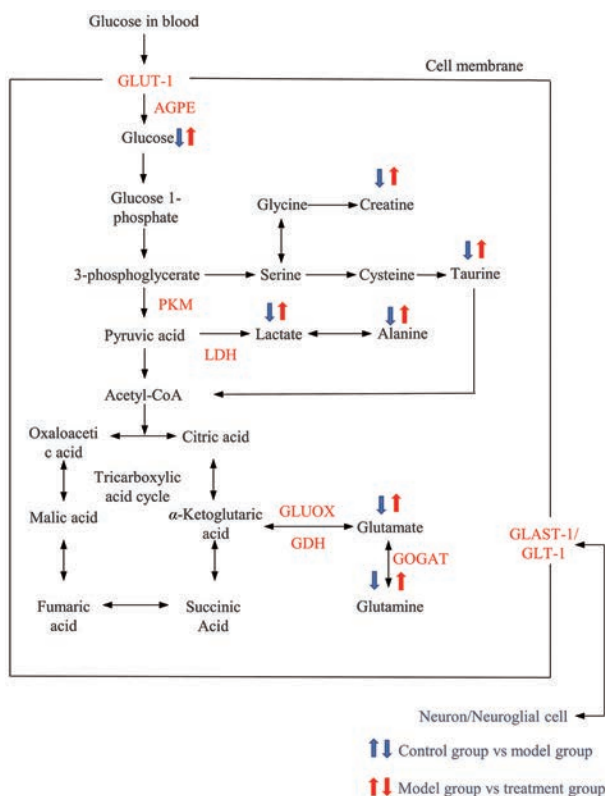 Glucose in blood
Cell membrane
GLUT-1
AGPE
Glucose
Glucose 1-
phosphate
Glycine
Creatine
3-phosphoglycerate
Serine
Cysteine
Taurine
PKM
Pyruvic acid
LDH
Lactate
Alanine
Acetyl-CoA
Oxaloaceti
c acid
Citric acid
Tricarboxylic
acid cycle
Malic acid
α-Ketoglutaric
acid
GLUOX
GDH
Glutamate
GOGAT
GLAST-1/
GLT-1
Fumaric
acid
Succinic
Acid
Glutamine
Neuron/Neuroglial cell
Control group vs model group
Model group vs treatment group